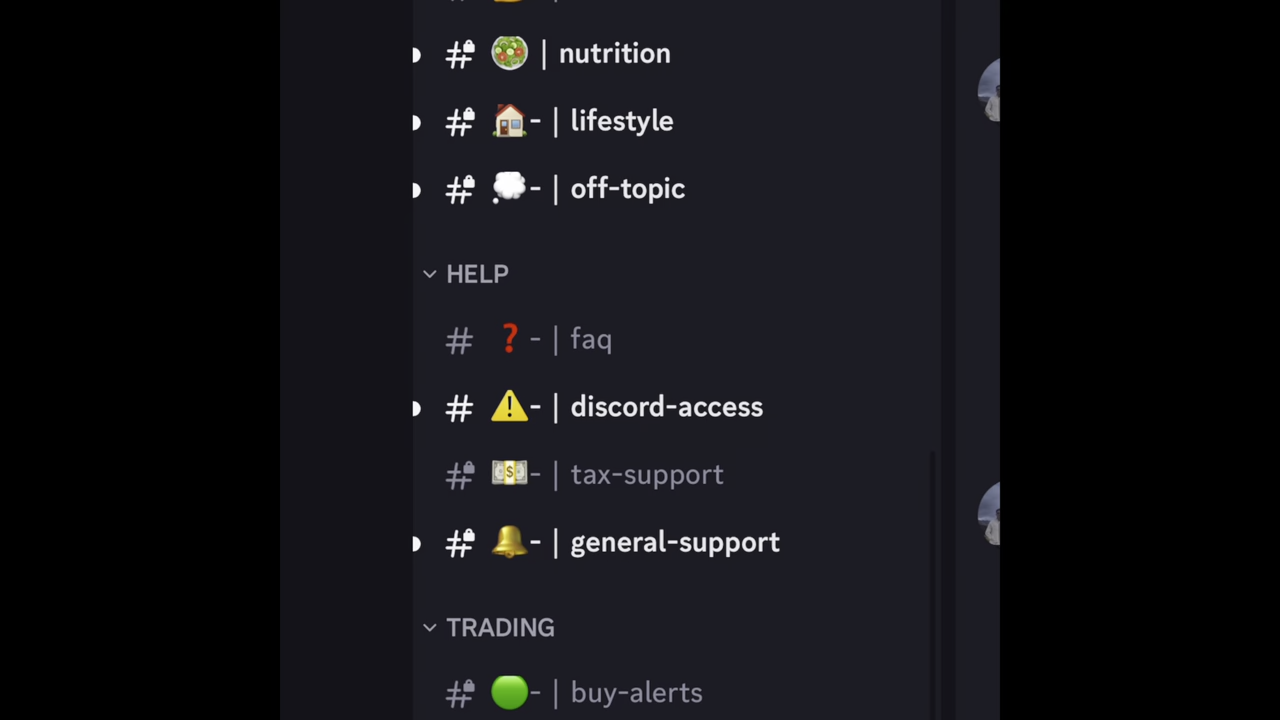 # 🥗 | nutrition
# 🏠- | lifestyle
# 💭- | off-topic
HELP
# ❓- | faq
# ⚠️- | discord-access
# 💵- | tax-support
# 🔔- | general-support
TRADING
# 🟢- | buy-alerts